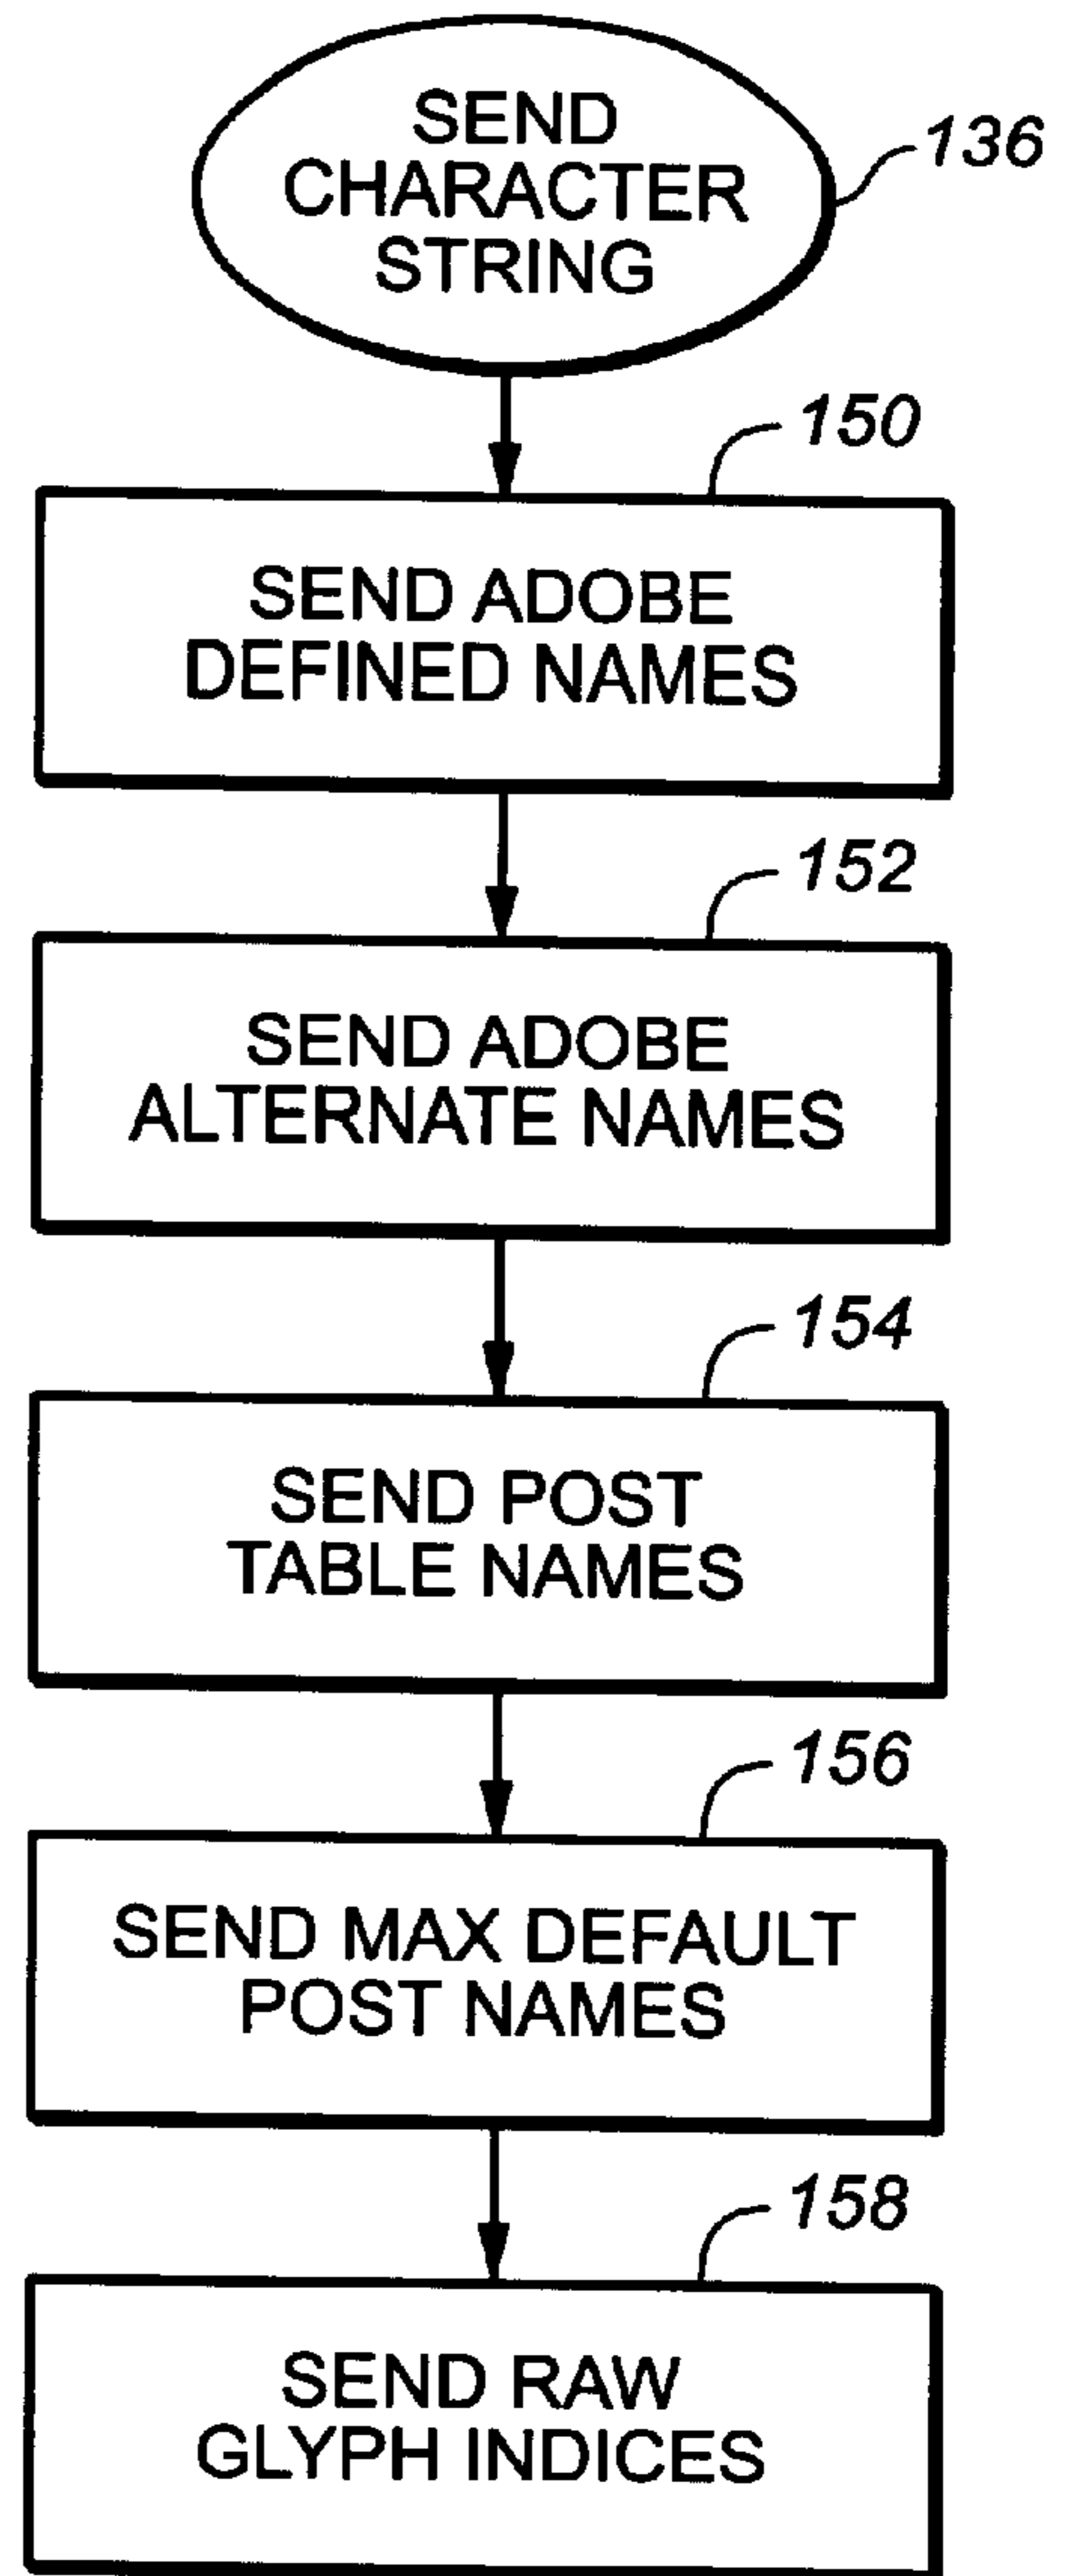 SEND
CHARACTER
STRING
136
150
SEND ADOBE
DEFINED NAMES
152
SEND ADOBE
ALTERNATE NAMES
154
SEND POST
TABLE NAMES
156
SEND MAX DEFAULT
POST NAMES
158
SEND RAW
GLYPH INDICES